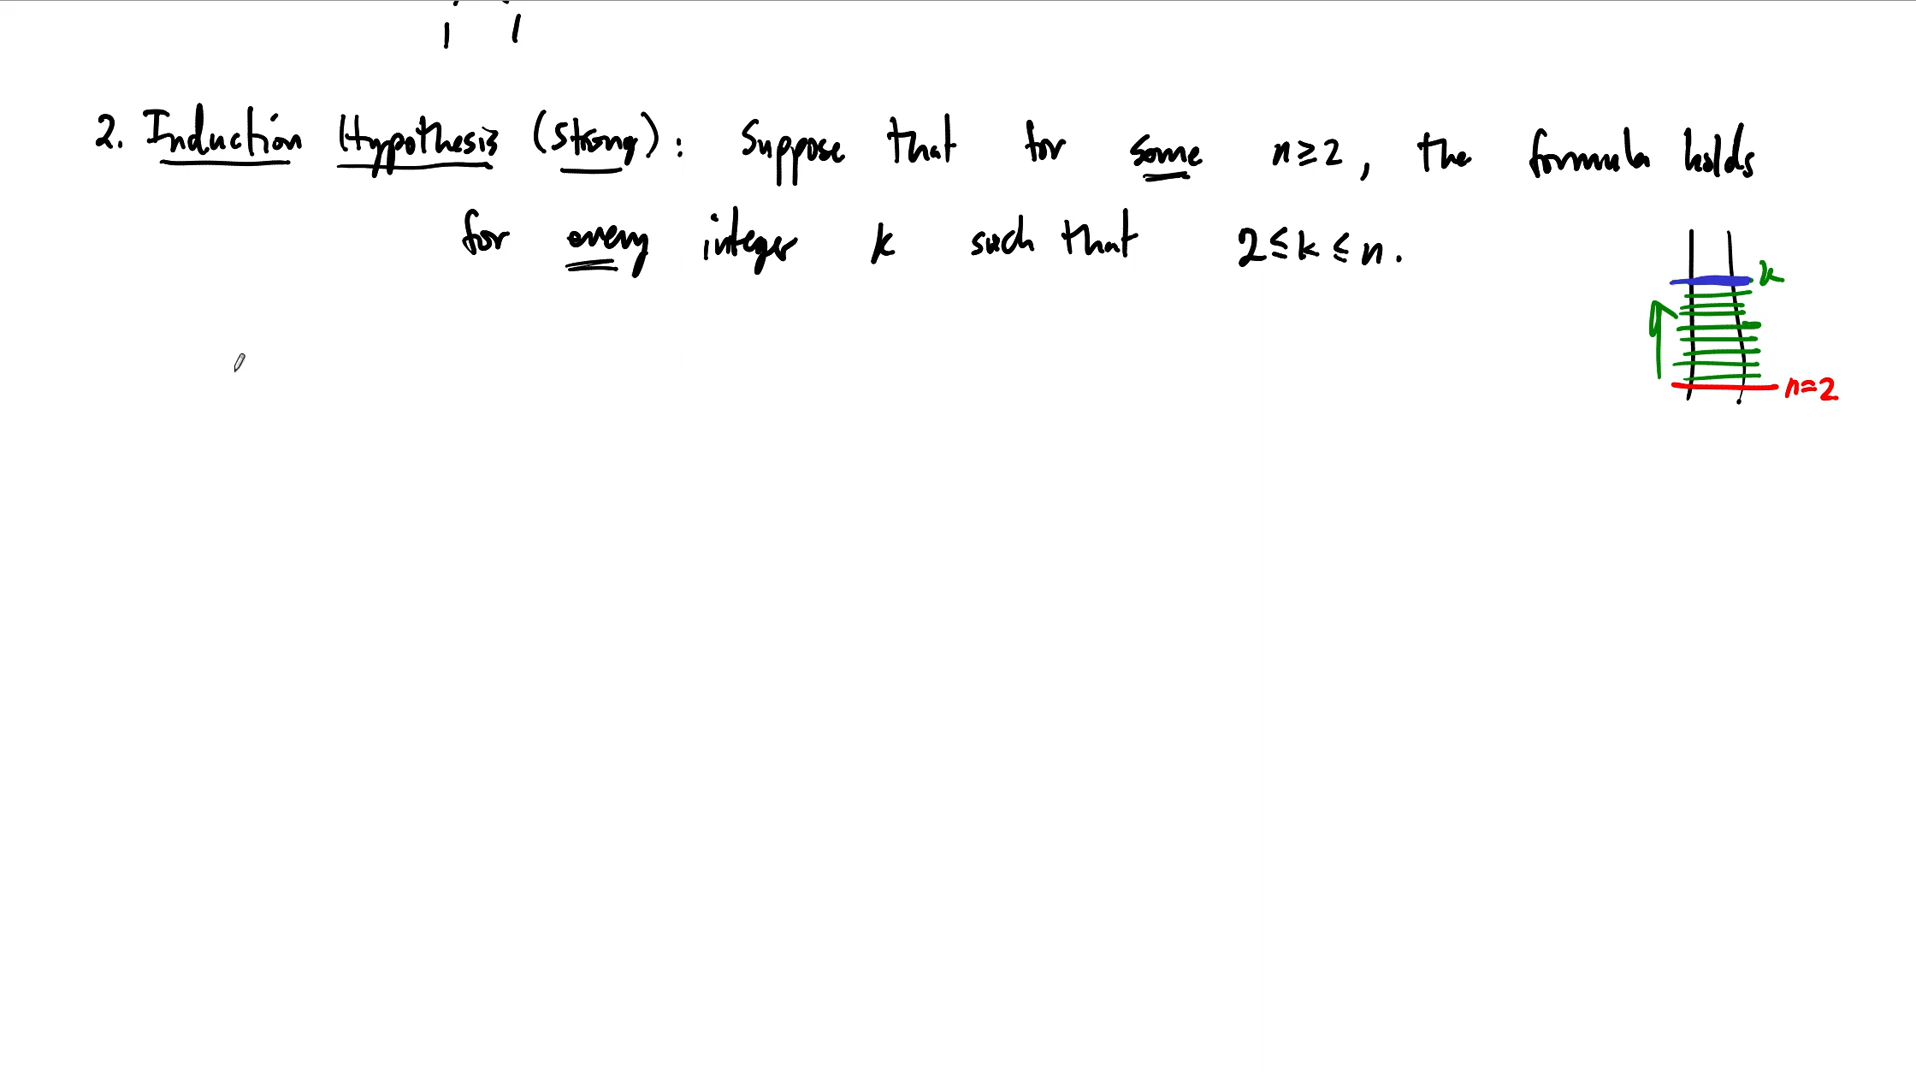 2. Induction Hypothesis (Strong): Suppose that for some n≥2, the formula holds
for every integer k such that 2≤k≤n.
k
n=2